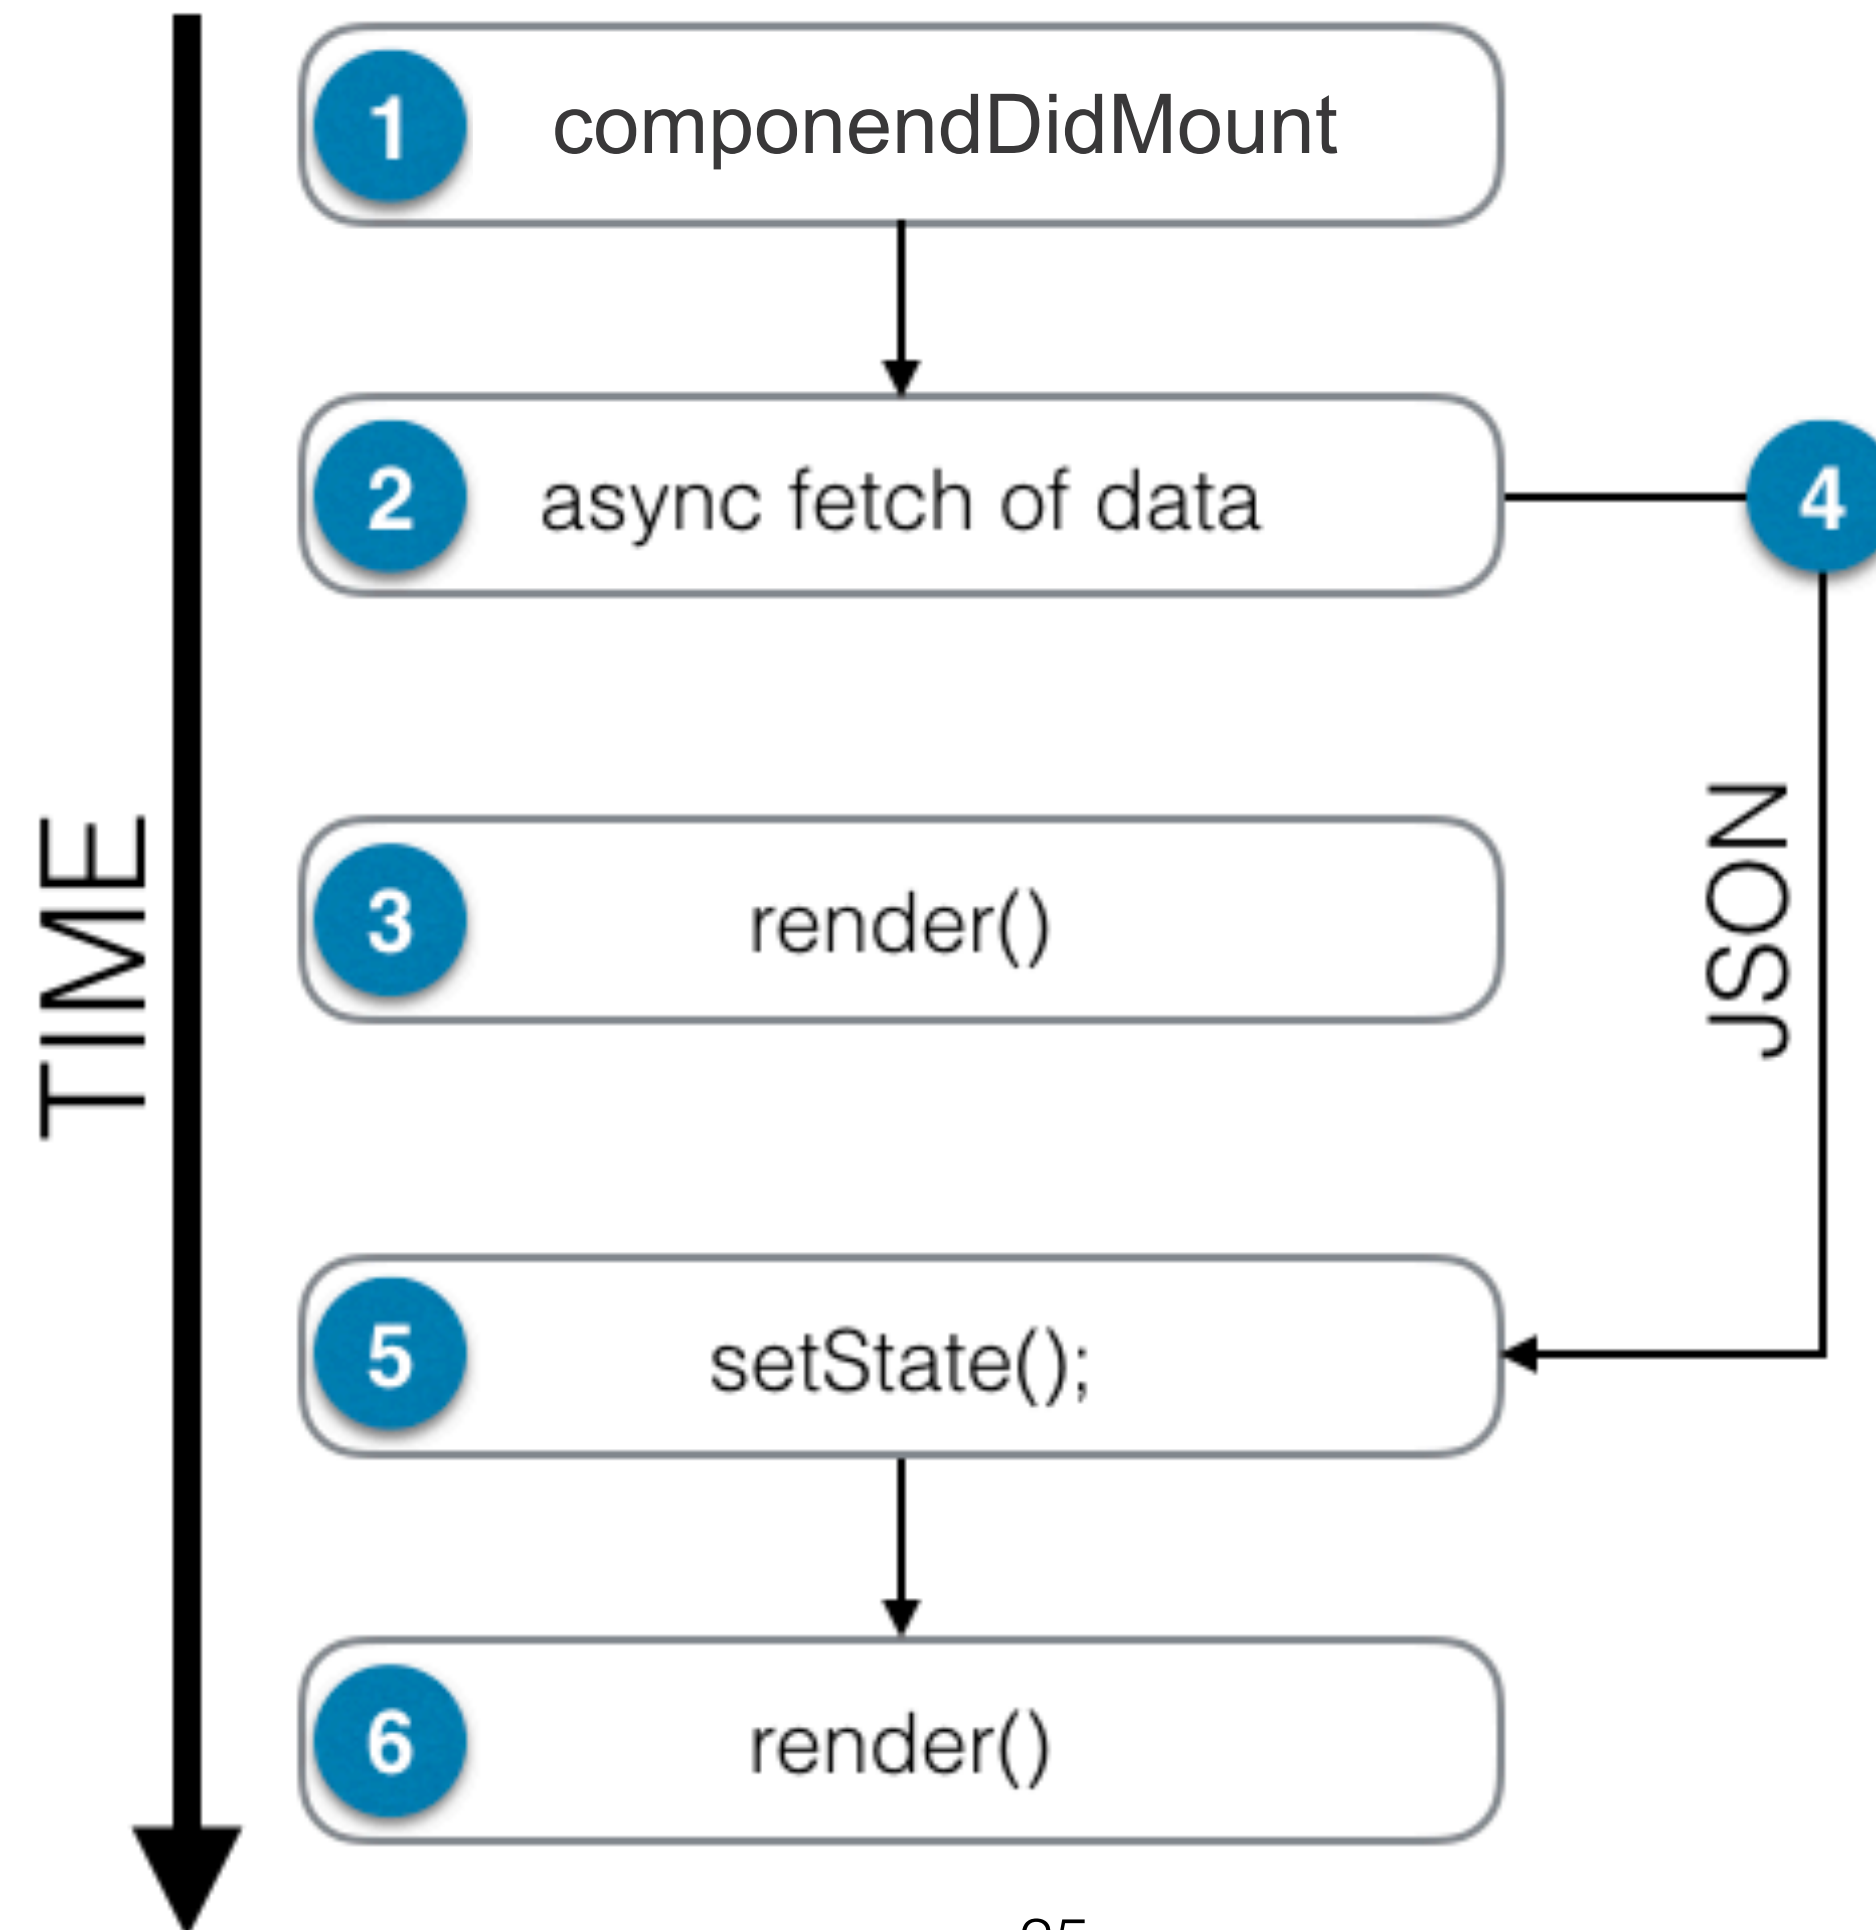 1 componendDidMount
2 async fetch of data
4
TIME
3 render()
JSON
5 setState();
6 render()